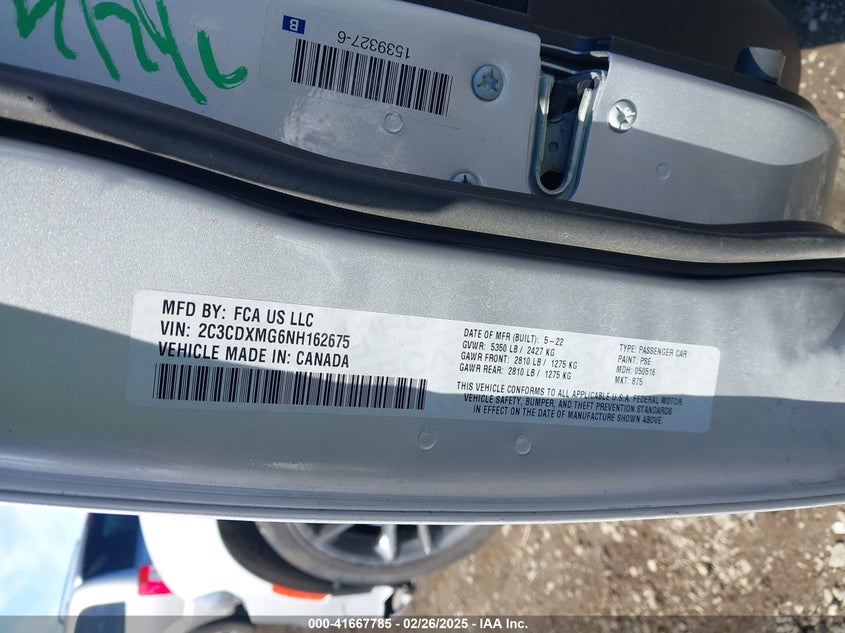 B
1539327-6
MFD BY: FCA US LLC
VIN: 2C3CDXMG6NH162675
VEHICLE MADE IN: CANADA
DATE OF MFR (BUILT): 5-22
GVWR: 5350 LB / 2427 KG
GAWR FRONT: 2810 LB / 1275 KG
GAWR REAR: 2810 LB / 1275 KG
TYPE: PASSENGER CAR
PAINT: PSE
MDH: 050516
MKT: 875
THIS VEHICLE CONFORMS TO ALL APPLICABLE U.S.A. FEDERAL MOTOR
VEHICLE SAFETY, BUMPER, AND THEFT PREVENTION STANDARDS
IN EFFECT ON THE DATE OF MANUFACTURE SHOWN ABOVE.
000-41667785 - 02/26/2025 - IAA Inc.